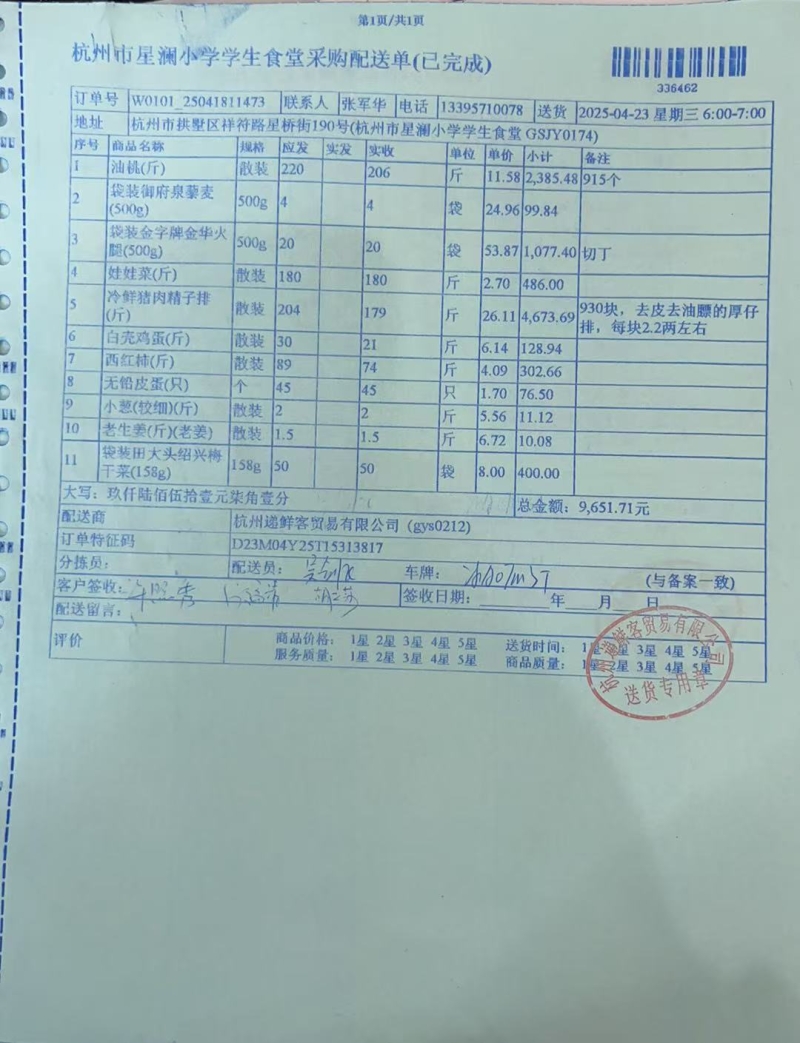 第1页/共1页
杭州市星澜小学学生食堂采购配送单(已完成)
336462
订单号 W0101_25041811473 联系人 张军华 电话 13395710078 送货 2025-04-23 星期三 6:00-7:00
地址 杭州市拱墅区祥符路星桥街190号(杭州市星澜小学学生食堂 GSJY0174)
序号 商品名称 规格 应发 实发 实收 单位 单价 小计 备注
1 油桃(斤) 散装 220 206 斤 11.58 2,385.48 915个
2 袋装御府泉藜麦(500g) 500g 4 4 袋 24.96 99.84
3 袋装金字牌金华火腿(500g) 500g 20 20 袋 53.87 1,077.40 切丁
4 娃娃菜(斤) 散装 180 180 斤 2.70 486.00
5 冷鲜猪肉精子排(斤) 散装 204 179 斤 26.11 4,673.69 930块，去皮去油膘的厚仔排，每块2.2两左右
6 白壳鸡蛋(斤) 散装 30 21 斤 6.14 128.94
7 西红柿(斤) 散装 89 74 斤 4.09 302.66
8 无铅皮蛋(只) 个 45 45 只 1.70 76.50
9 小葱(较细)(斤) 散装 2 2 斤 5.56 11.12
10 老生姜(斤)(老姜) 散装 1.5 1.5 斤 6.72 10.08
11 袋装田大头绍兴梅干菜(158g) 158g 50 50 袋 8.00 400.00
大写：玖仟陆佰伍拾壹元柒角壹分 总金额：9,651.71元
配送商 杭州递鲜客贸易有限公司 (gys0212)
订单特征码 D23M04Y25T15313817
分拣员： 配送员： 车牌： (与备案一致)
客户签收： 签收日期：______年___月___日
配送留言：
评价 商品价格： 1星 2星 3星 4星 5星 送货时间： 1星 2星 3星 4星 5星
服务质量： 1星 2星 3星 4星 5星 商品质量： 1星 2星 3星 4星 5星
杭州递鲜客贸易有限公司
送货专用章